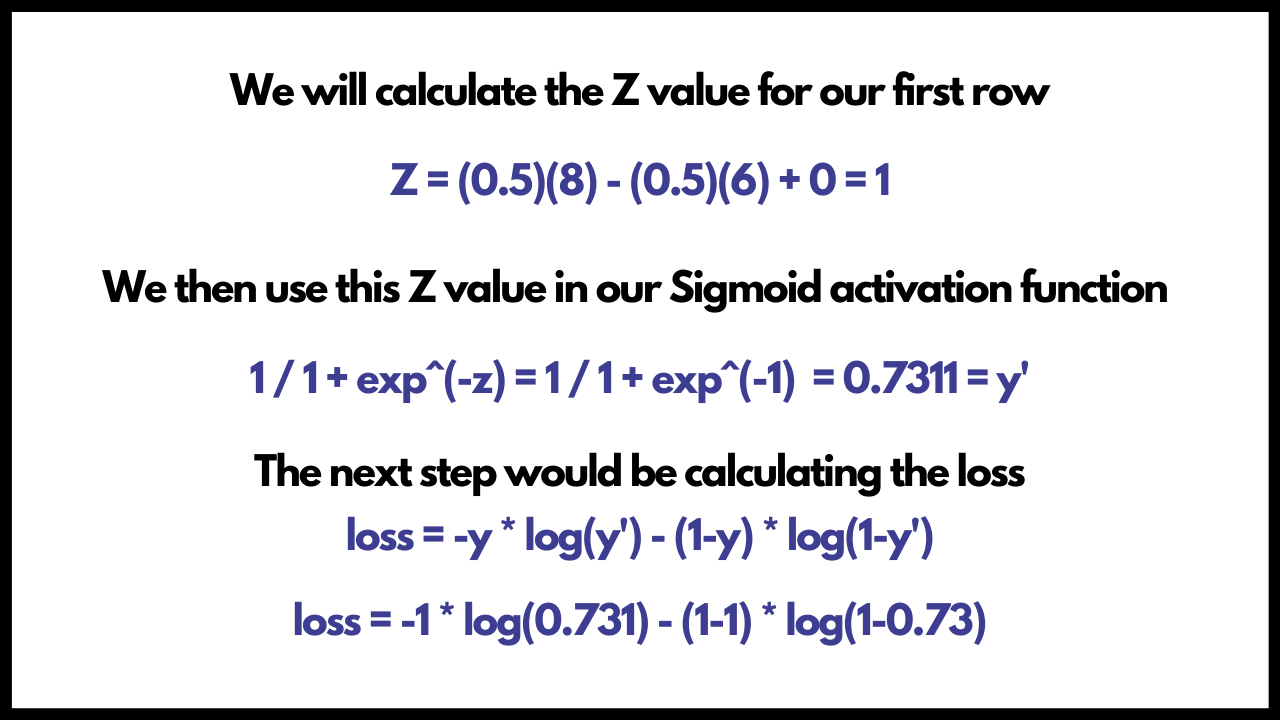 We will calculate the Z value for our first row
Z = (0.5)(8) - (0.5)(6) + 0 = 1
We then use this Z value in our Sigmoid activation function
1 / 1 + exp^(-z) = 1 / 1 + exp^(-1) = 0.7311 = y'
The next step would be calculating the loss
loss = -y * log(y') - (1-y) * log(1-y')
loss = -1 * log(0.731) - (1-1) * log(1-0.73)